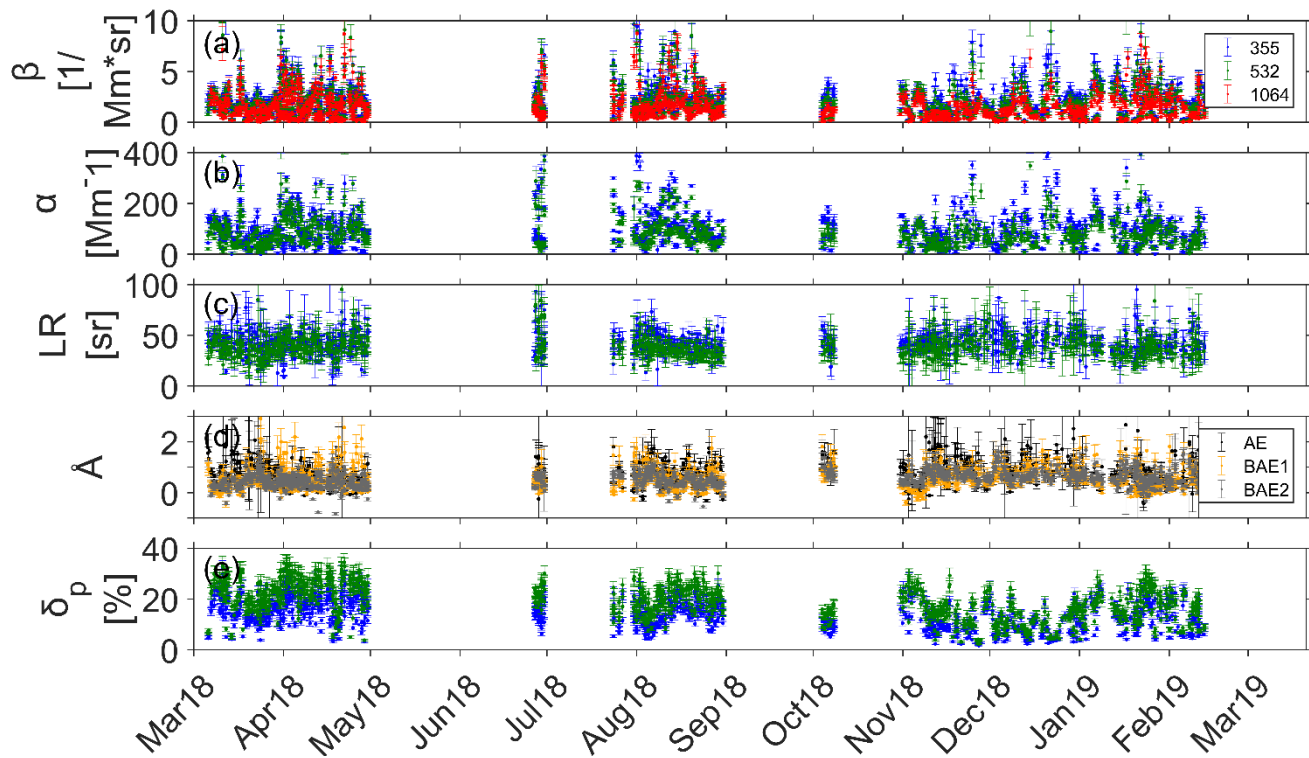 (a)
β
[1/
Mm*sr]
10
5
0
355
532
1064
(b)
α
[Mm⁻1]
400
200
0
(c)
LR
[sr]
100
50
0
(d)
Å
2
0
AE
BAE1
BAE2
(e)
δp
[%]
40
20
0
Mar18
Apr18
May18
Jun18
Jul18
Aug18
Sep18
Oct18
Nov18
Dec18
Jan19
Feb19
Mar19